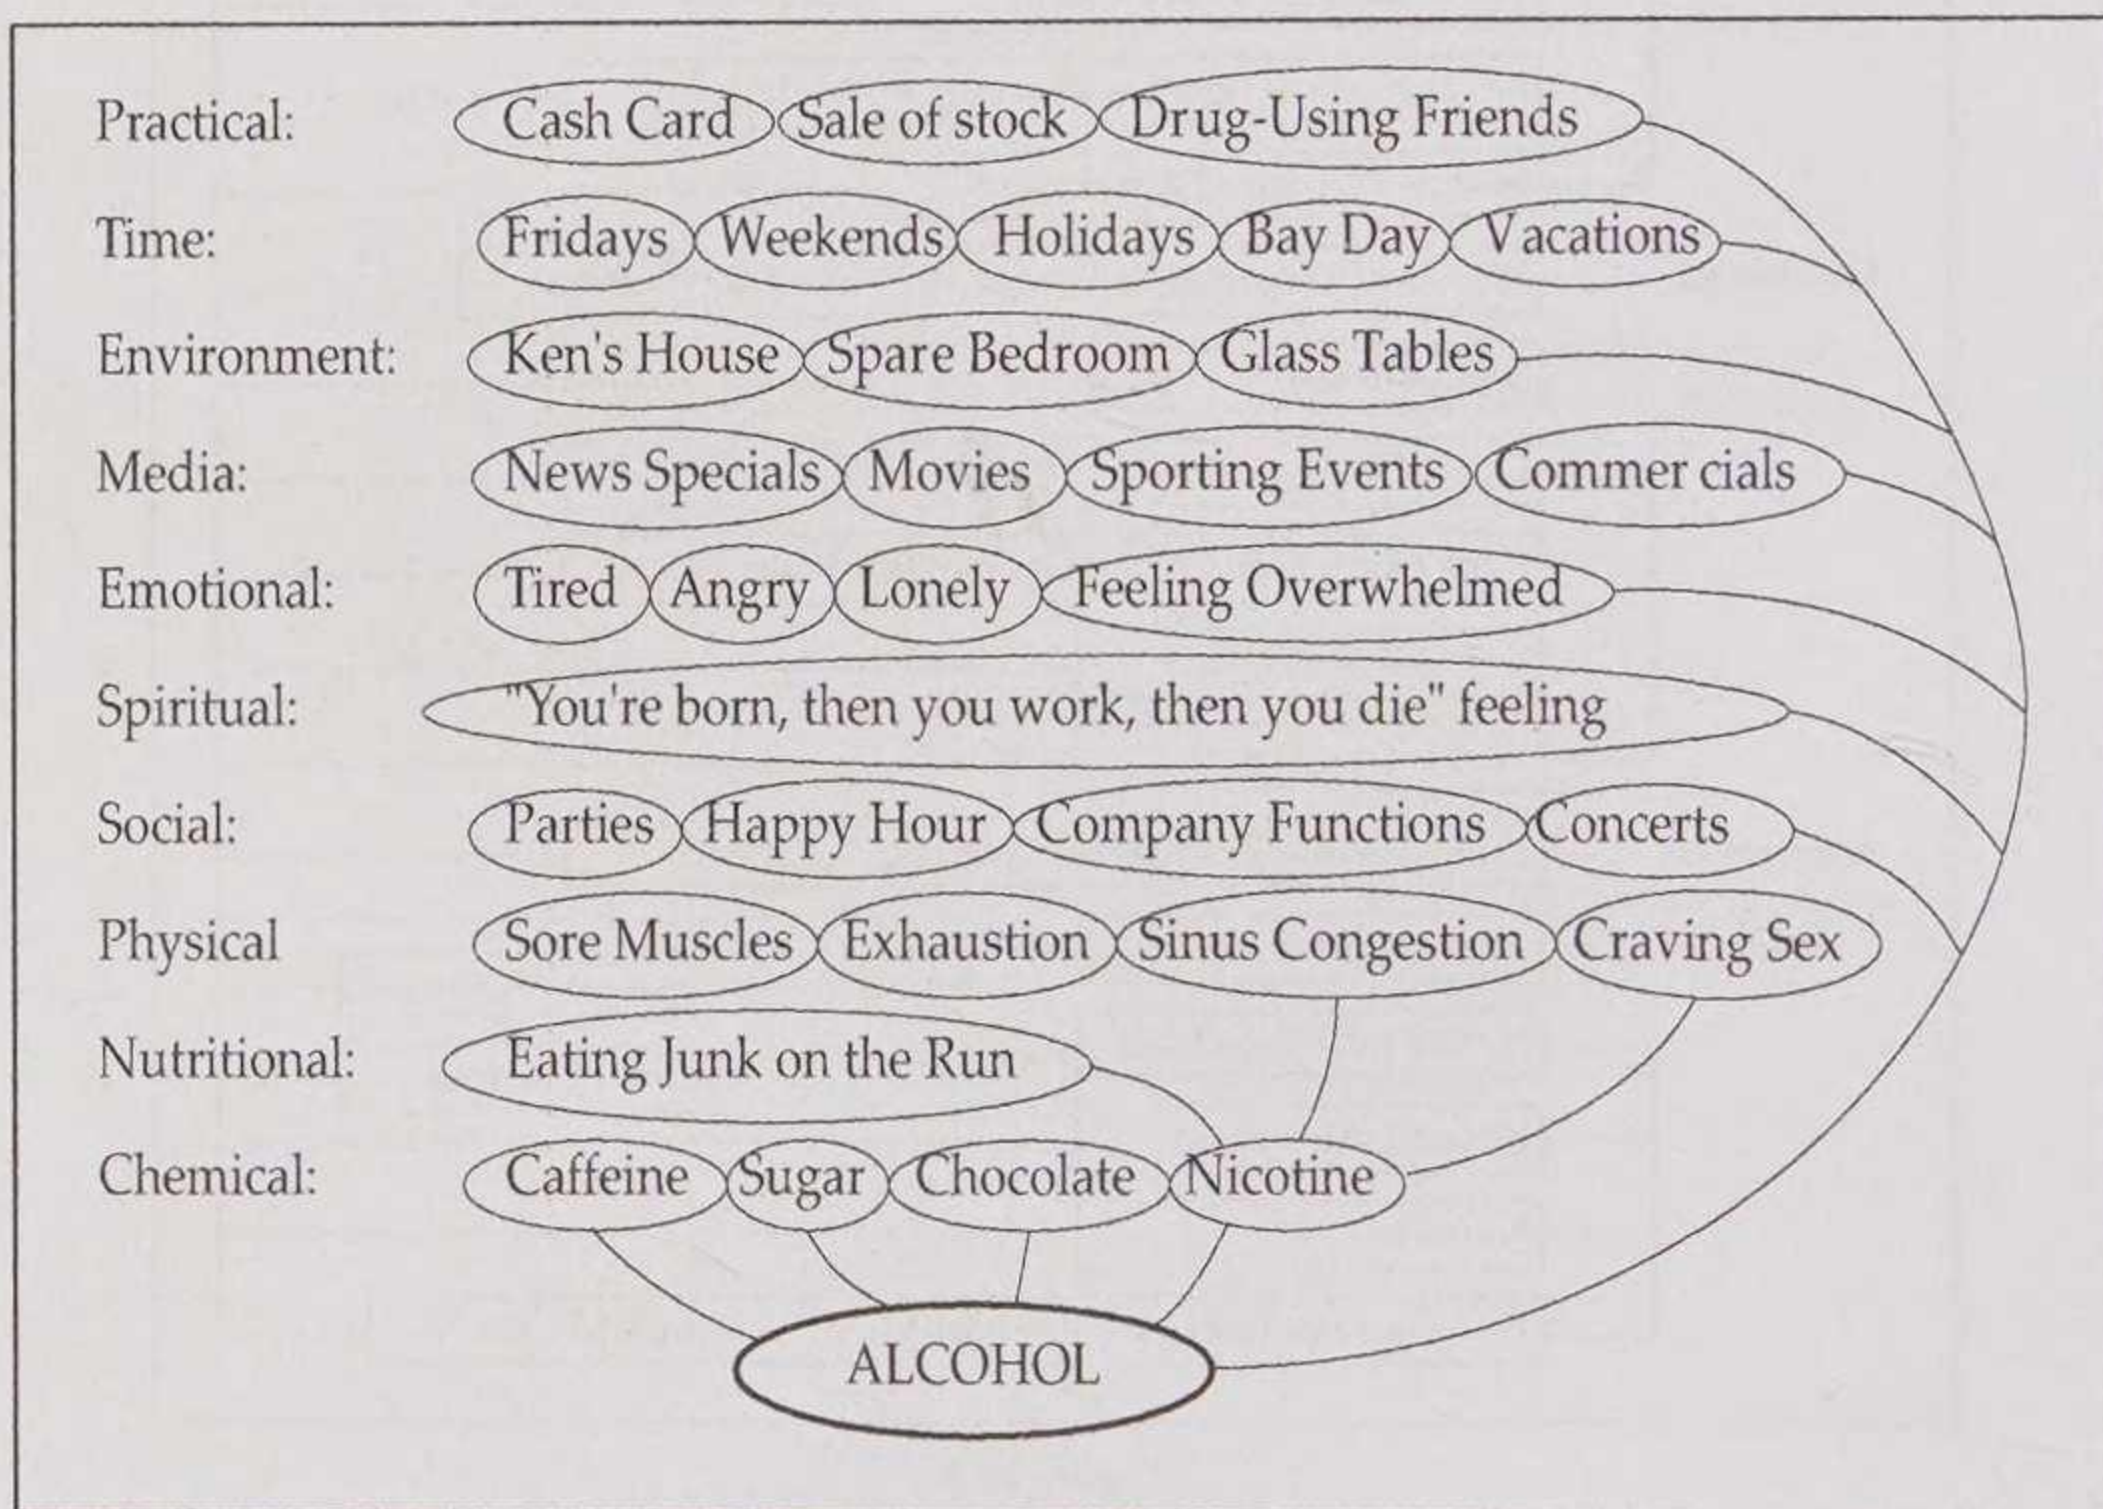 Practical: Cash Card Sale of stock Drug-Using Friends
Time: Fridays Weekends Holidays Bay Day Vacations
Environment: Ken's House Spare Bedroom Glass Tables
Media: News Specials Movies Sporting Events Commer cials
Emotional: Tired Angry Lonely Feeling Overwhelmed
Spiritual: "You're born, then you work, then you die" feeling
Social: Parties Happy Hour Company Functions Concerts
Physical Sore Muscles Exhaustion Sinus Congestion Craving Sex
Nutritional: Eating Junk on the Run
Chemical: Caffeine Sugar Chocolate Nicotine
ALCOHOL